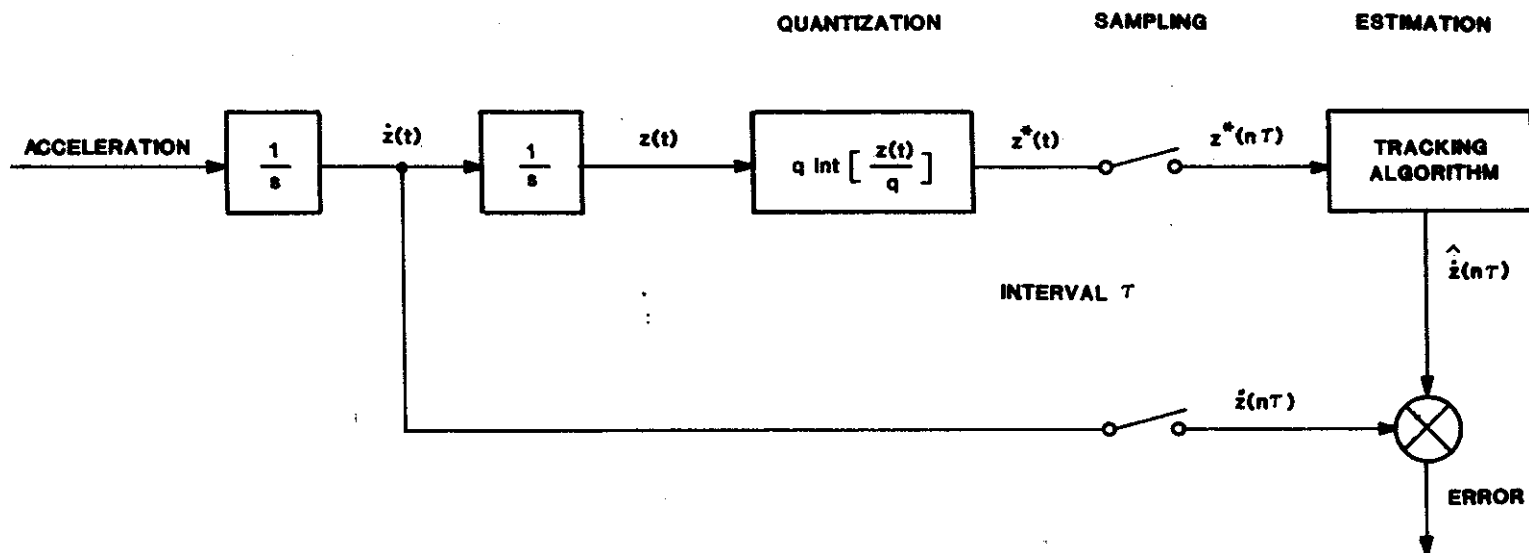 QUANTIZATION
SAMPLING
ESTIMATION
ACCELERATION
1
s
ż(t)
1
s
z(t)
q Int [ z(t) / q ]
z*(t)
z*(nτ)
TRACKING
ALGORITHM
INTERVAL τ
ẑ̇(nτ)
ż(nτ)
ERROR